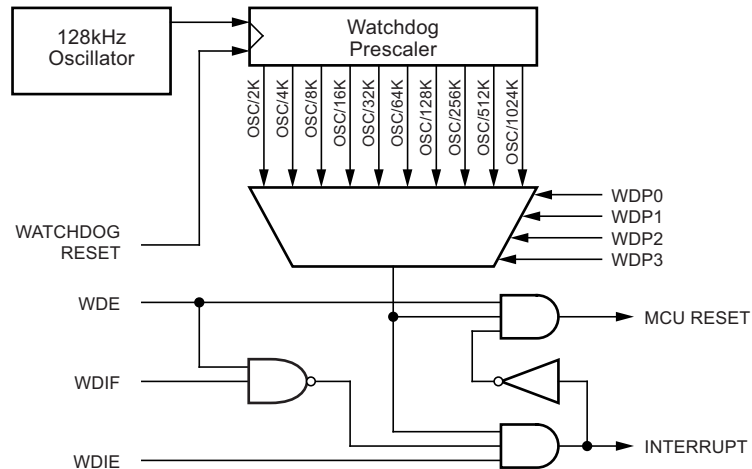 128kHz
Oscillator
Watchdog
Prescaler
OSC/2K
OSC/4K
OSC/8K
OSC/16K
OSC/32K
OSC/64K
OSC/128K
OSC/256K
OSC/512K
OSC/1024K
WDP0
WDP1
WDP2
WDP3
WATCHDOG
RESET
WDE
MCU RESET
WDIF
INTERRUPT
WDIE